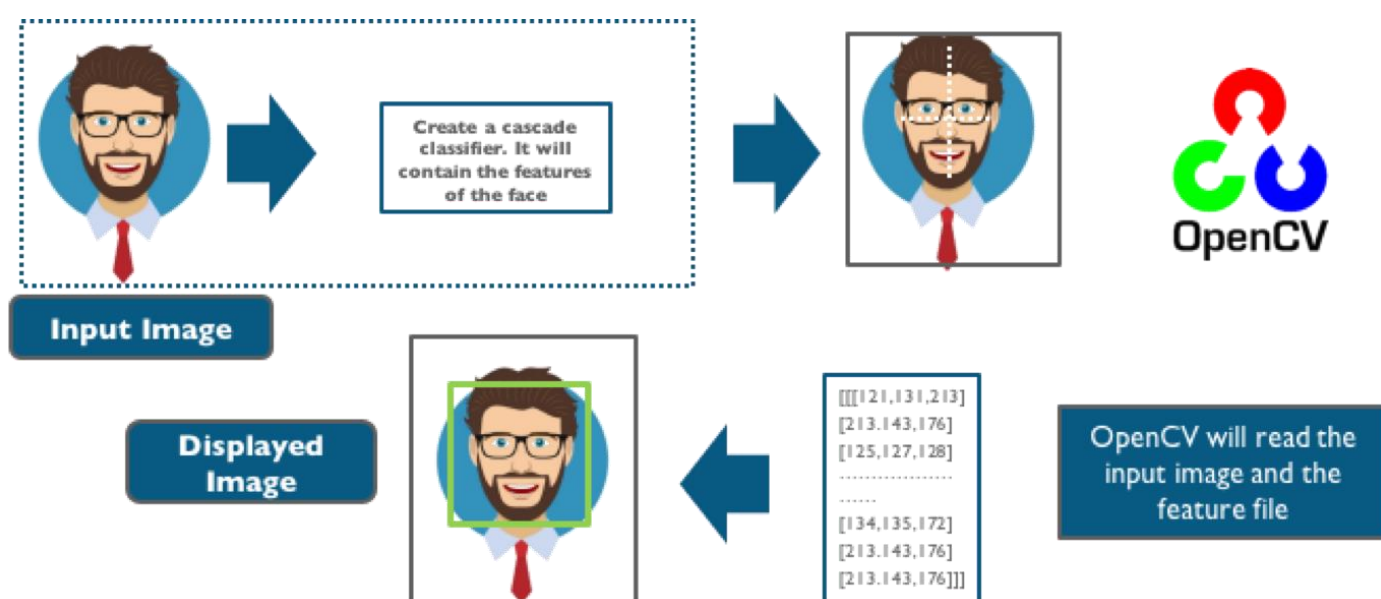 Create a cascade
classifier. It will
contain the features
of the face
OpenCV
Input Image
Displayed
Image
[[[121,131,213]
[213.143,176]
[125,127,128]
...................
......
[134,135,172]
[213.143,176]
[213.143,176]]]
OpenCV will read the
input image and the
feature file